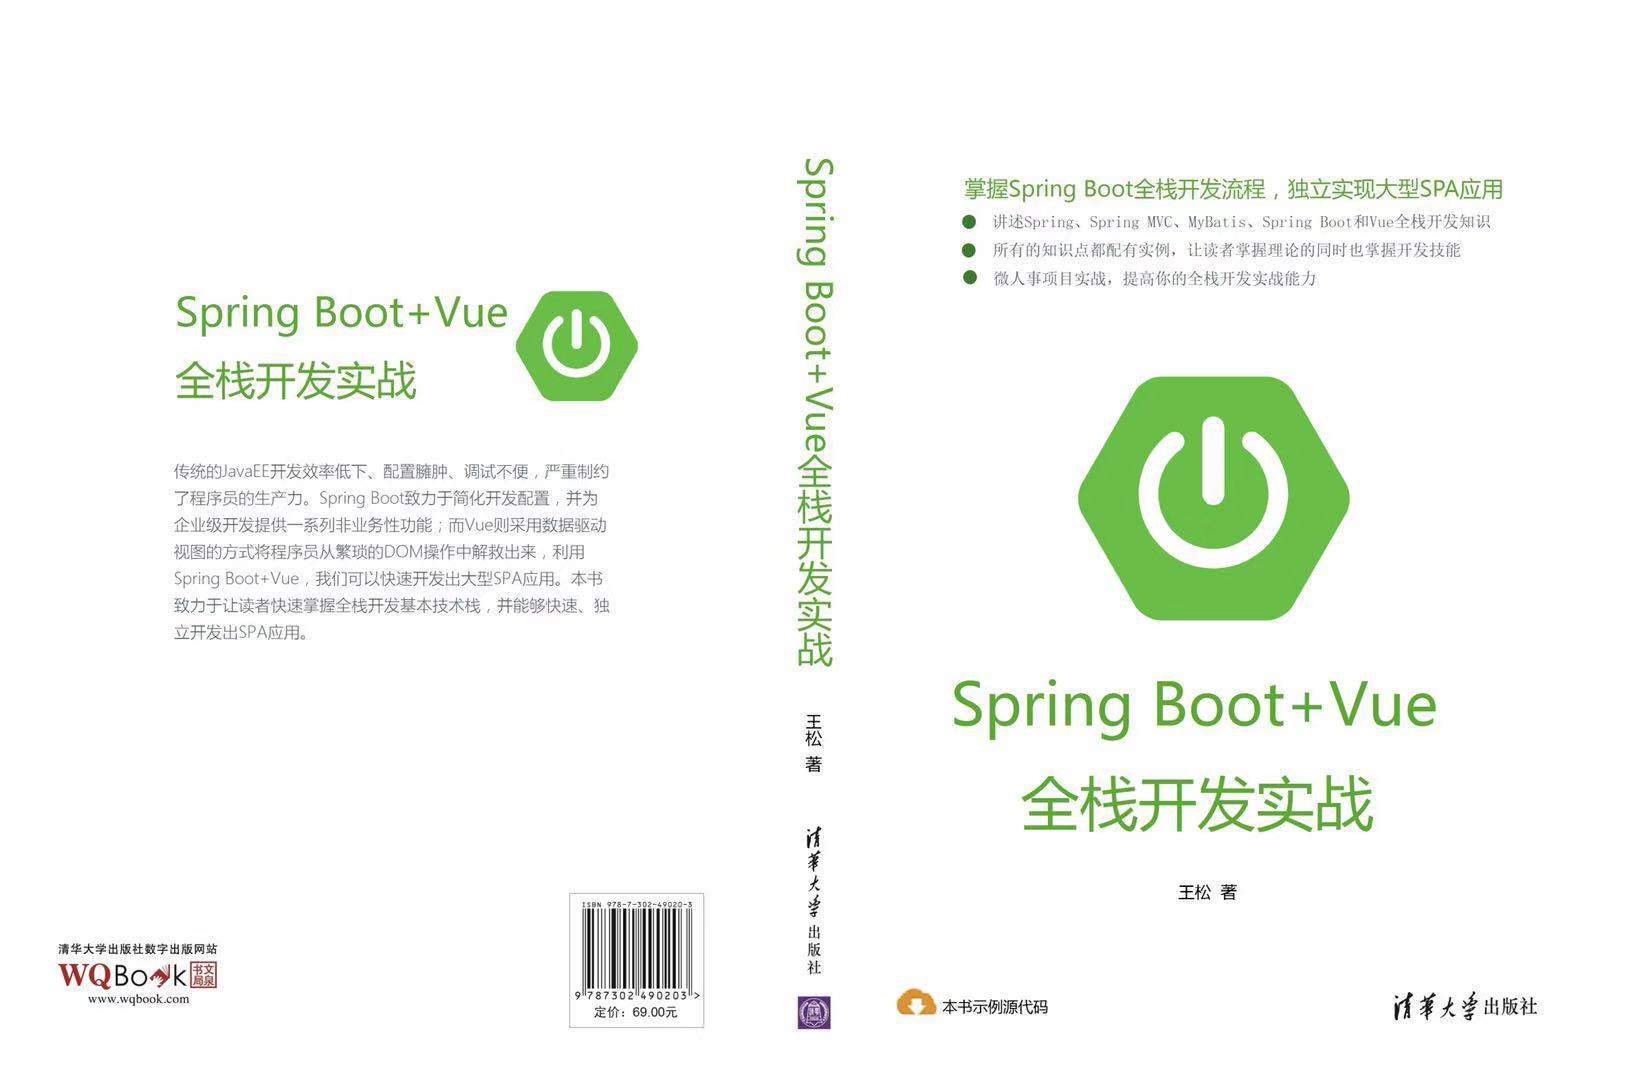 Spring Boot+Vue
全栈开发实战
传统的JavaEE开发效率低下、配置臃肿、调试不便，严重制约
了程序员的生产力。Spring Boot致力于简化开发配置，并为
企业级开发提供一系列非业务性功能；而Vue则采用数据驱动
视图的方式将程序员从繁琐的DOM操作中解救出来，利用
Spring Boot+Vue，我们可以快速开发出大型SPA应用。本书
致力于让读者快速掌握全栈开发基本技术栈，并能够快速、独
立开发出SPA应用。
清华大学出版社数字出版网站
WQBook 书局文泉
www.wqbook.com
ISBN 978-7-302-49020-3
9 787302 490203 >
定价：69.00元
Spring Boot+Vue全栈开发实战
王松 著
清华大学出版社
掌握Spring Boot全栈开发流程，独立实现大型SPA应用
讲述Spring、Spring MVC、MyBatis、Spring Boot和Vue全栈开发知识
所有的知识点都配有实例，让读者掌握理论的同时也掌握开发技能
微人事项目实战，提高你的全栈开发实战能力
Spring Boot+Vue
全栈开发实战
王松 著
本书示例源代码
清华大学出版社